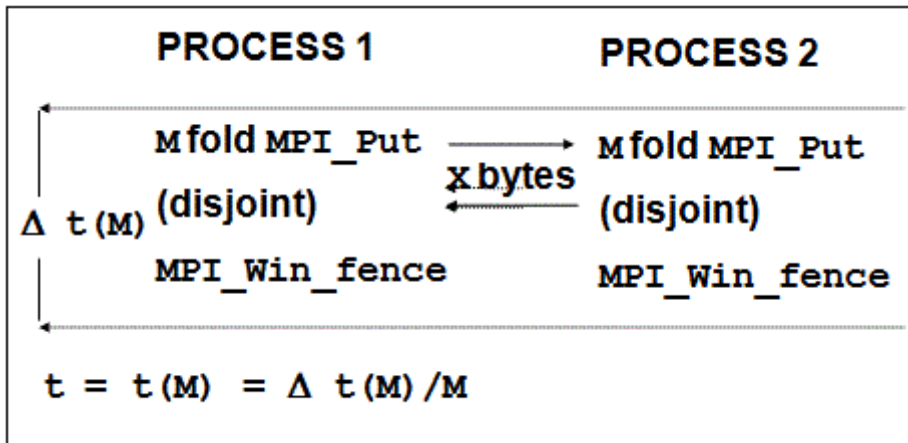 PROCESS 1 PROCESS 2
M fold MPI_Put M fold MPI_Put
X bytes
(disjoint) (disjoint)
Δ t(M)
MPI_Win_fence MPI_Win_fence
t = t(M) = Δ t(M)/M